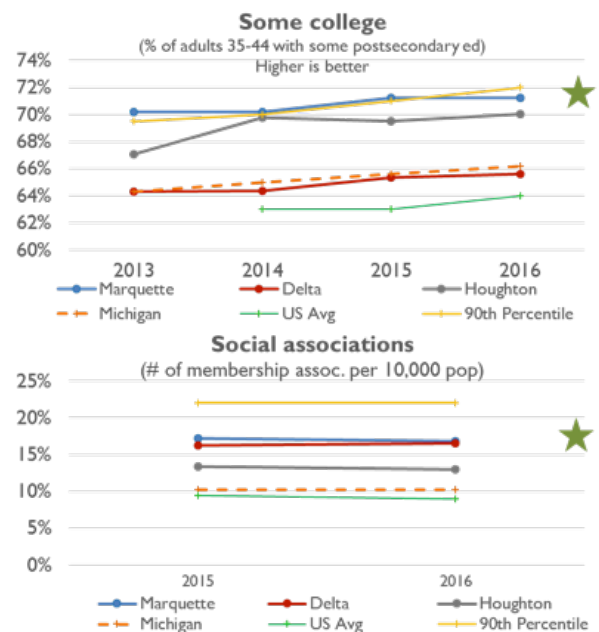 Some college
(% of adults 35-44 with some postsecondary ed)
Higher is better
74%
72%
70%
68%
66%
64%
62%
60%
2013 2014 2015 2016
Marquette Delta Houghton
Michigan US Avg 90th Percentile
Social associations
(# of membership assoc. per 10,000 pop)
25%
20%
15%
10%
5%
0%
2015 2016
Marquette Delta Houghton
Michigan US Avg 90th Percentile